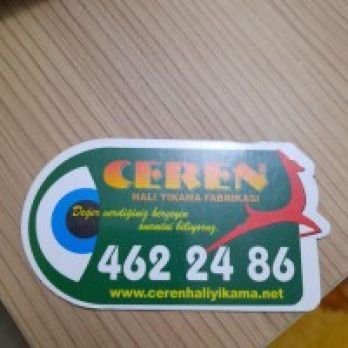 CEREN
HALI YIKAMA FABRİKASI
Değer verdiğiniz herşeyin
önemini biliyoruz.
462 24 86
www.cerenhaliyikama.net